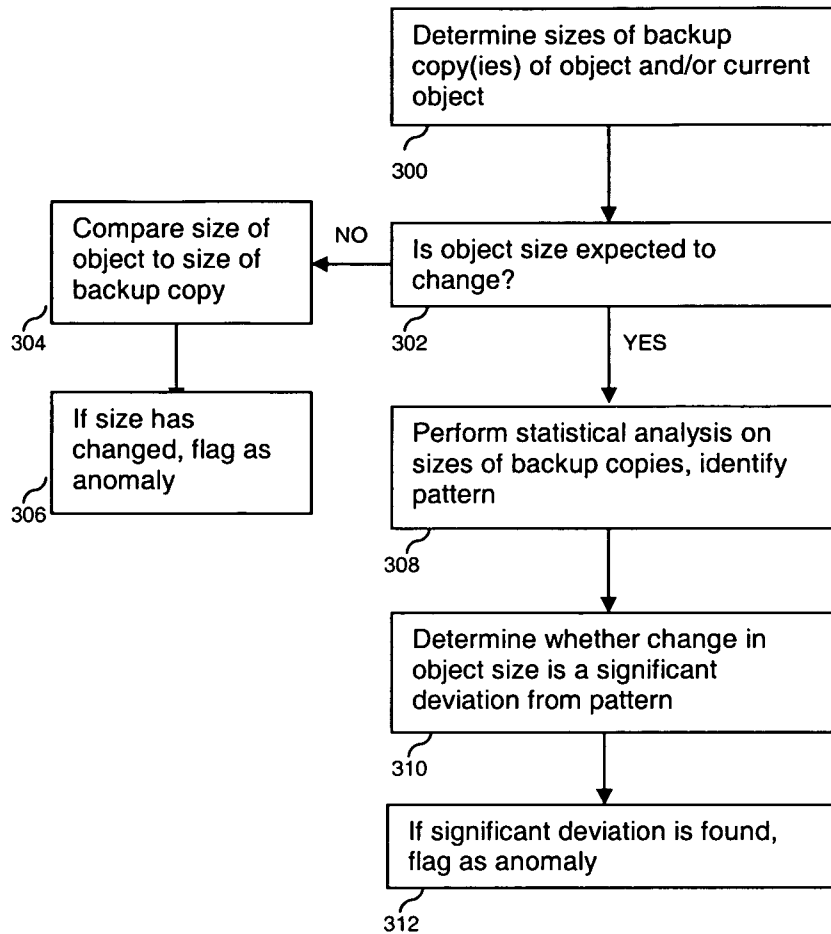 Determine sizes of backup
copy(ies) of object and/or current
object
300
Is object size expected to
change?
302
NO
Compare size of
object to size of
backup copy
304
If size has
changed, flag as
anomaly
306
YES
Perform statistical analysis on
sizes of backup copies, identify
pattern
308
Determine whether change in
object size is a significant
deviation from pattern
310
If significant deviation is found,
flag as anomaly
312